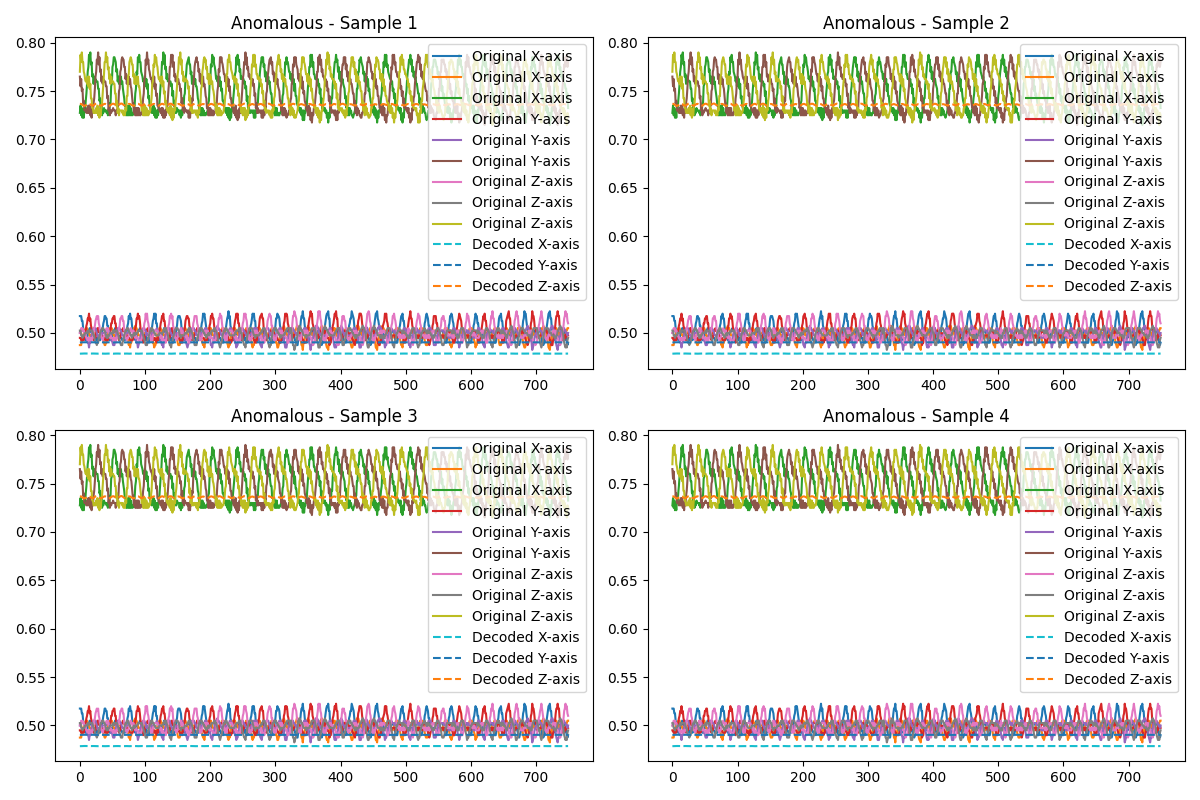 Anomalous - Sample 1
0.80
0.75
0.70
0.65
0.60
0.55
0.50
0
100
200
300
400
500
600
700
Original X-axis
Original X-axis
Original X-axis
Original Y-axis
Original Y-axis
Original Y-axis
Original Z-axis
Original Z-axis
Original Z-axis
Decoded X-axis
Decoded Y-axis
Decoded Z-axis
Anomalous - Sample 2
0.80
0.75
0.70
0.65
0.60
0.55
0.50
0
100
200
300
400
500
600
700
Original X-axis
Original X-axis
Original X-axis
Original Y-axis
Original Y-axis
Original Y-axis
Original Z-axis
Original Z-axis
Original Z-axis
Decoded X-axis
Decoded Y-axis
Decoded Z-axis
Anomalous - Sample 3
0.80
0.75
0.70
0.65
0.60
0.55
0.50
0
100
200
300
400
500
600
700
Original X-axis
Original X-axis
Original X-axis
Original Y-axis
Original Y-axis
Original Y-axis
Original Z-axis
Original Z-axis
Original Z-axis
Decoded X-axis
Decoded Y-axis
Decoded Z-axis
Anomalous - Sample 4
0.80
0.75
0.70
0.65
0.60
0.55
0.50
0
100
200
300
400
500
600
700
Original X-axis
Original X-axis
Original X-axis
Original Y-axis
Original Y-axis
Original Y-axis
Original Z-axis
Original Z-axis
Original Z-axis
Decoded X-axis
Decoded Y-axis
Decoded Z-axis